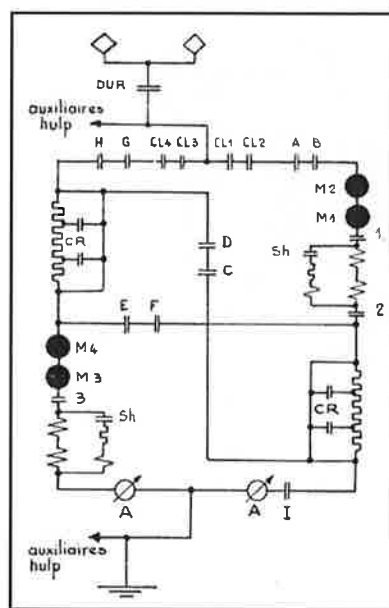 DUR
auxiliaires
hulp
H G CL4 CL3 CL1 CL2 A B
M2
M1
1
CR
D
Sh
C
2
E F
M4
M3
3
CR
Sh
A A I
auxiliaires
hulp